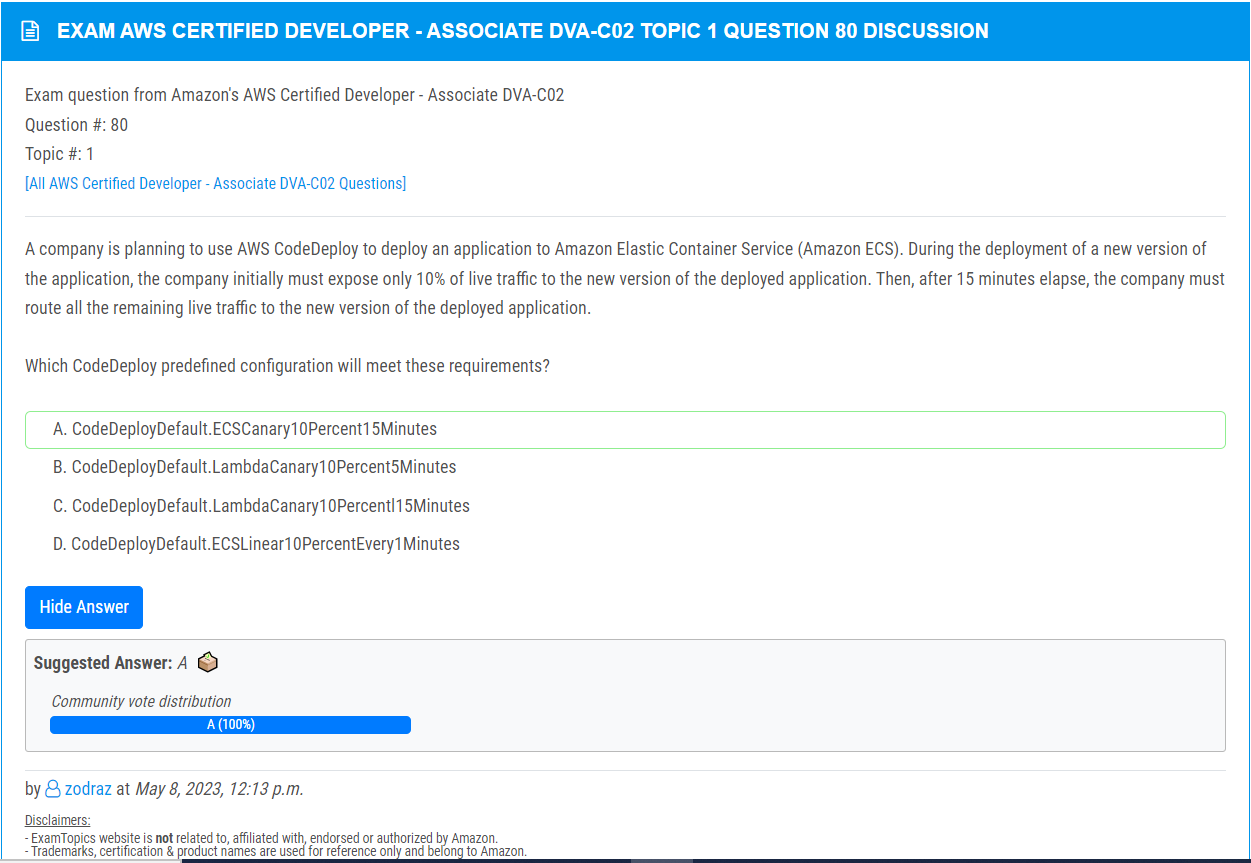 EXAM AWS CERTIFIED DEVELOPER - ASSOCIATE DVA-C02 TOPIC 1 QUESTION 80 DISCUSSION
Exam question from Amazon's AWS Certified Developer - Associate DVA-C02
Question #: 80
Topic #: 1
[All AWS Certified Developer - Associate DVA-C02 Questions]
A company is planning to use AWS CodeDeploy to deploy an application to Amazon Elastic Container Service (Amazon ECS). During the deployment of a new version of
the application, the company initially must expose only 10% of live traffic to the new version of the deployed application. Then, after 15 minutes elapse, the company must
route all the remaining live traffic to the new version of the deployed application.
Which CodeDeploy predefined configuration will meet these requirements?
A. CodeDeployDefault.ECSCanary10Percent15Minutes
B. CodeDeployDefault.LambdaCanary10Percent5Minutes
C. CodeDeployDefault.LambdaCanary10Percentl15Minutes
D. CodeDeployDefault.ECSLinear10PercentEvery1Minutes
Hide Answer
Suggested Answer: A
Community vote distribution
A (100%)
by zodraz at May 8, 2023, 12:13 p.m.
Disclaimers:
- ExamTopics website is not related to, affiliated with, endorsed or authorized by Amazon.
- Trademarks, certification & product names are used for reference only and belong to Amazon.